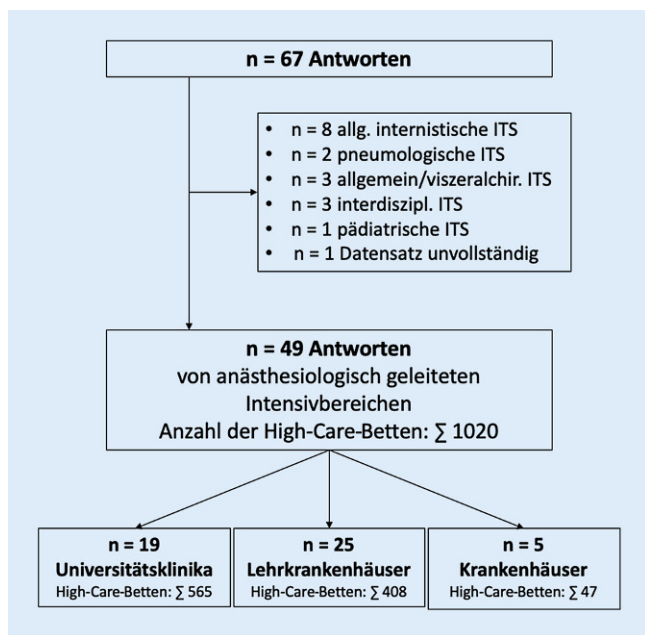 n = 67 Antworten
• n = 8 allg. internistische ITS
• n = 2 pneumologische ITS
• n = 3 allgemein/viszeralchir. ITS
• n = 3 interdiszipl. ITS
• n = 1 pädiatrische ITS
• n = 1 Datensatz unvollständig
n = 49 Antworten
von anästhesiologisch geleiteten
Intensivbereichen
Anzahl der High-Care-Betten: ∑ 1020
n = 19
Universitätsklinika
High-Care-Betten: ∑ 565
n = 25
Lehrkrankenhäuser
High-Care-Betten: ∑ 408
n = 5
Krankenhäuser
High-Care-Betten: ∑ 47